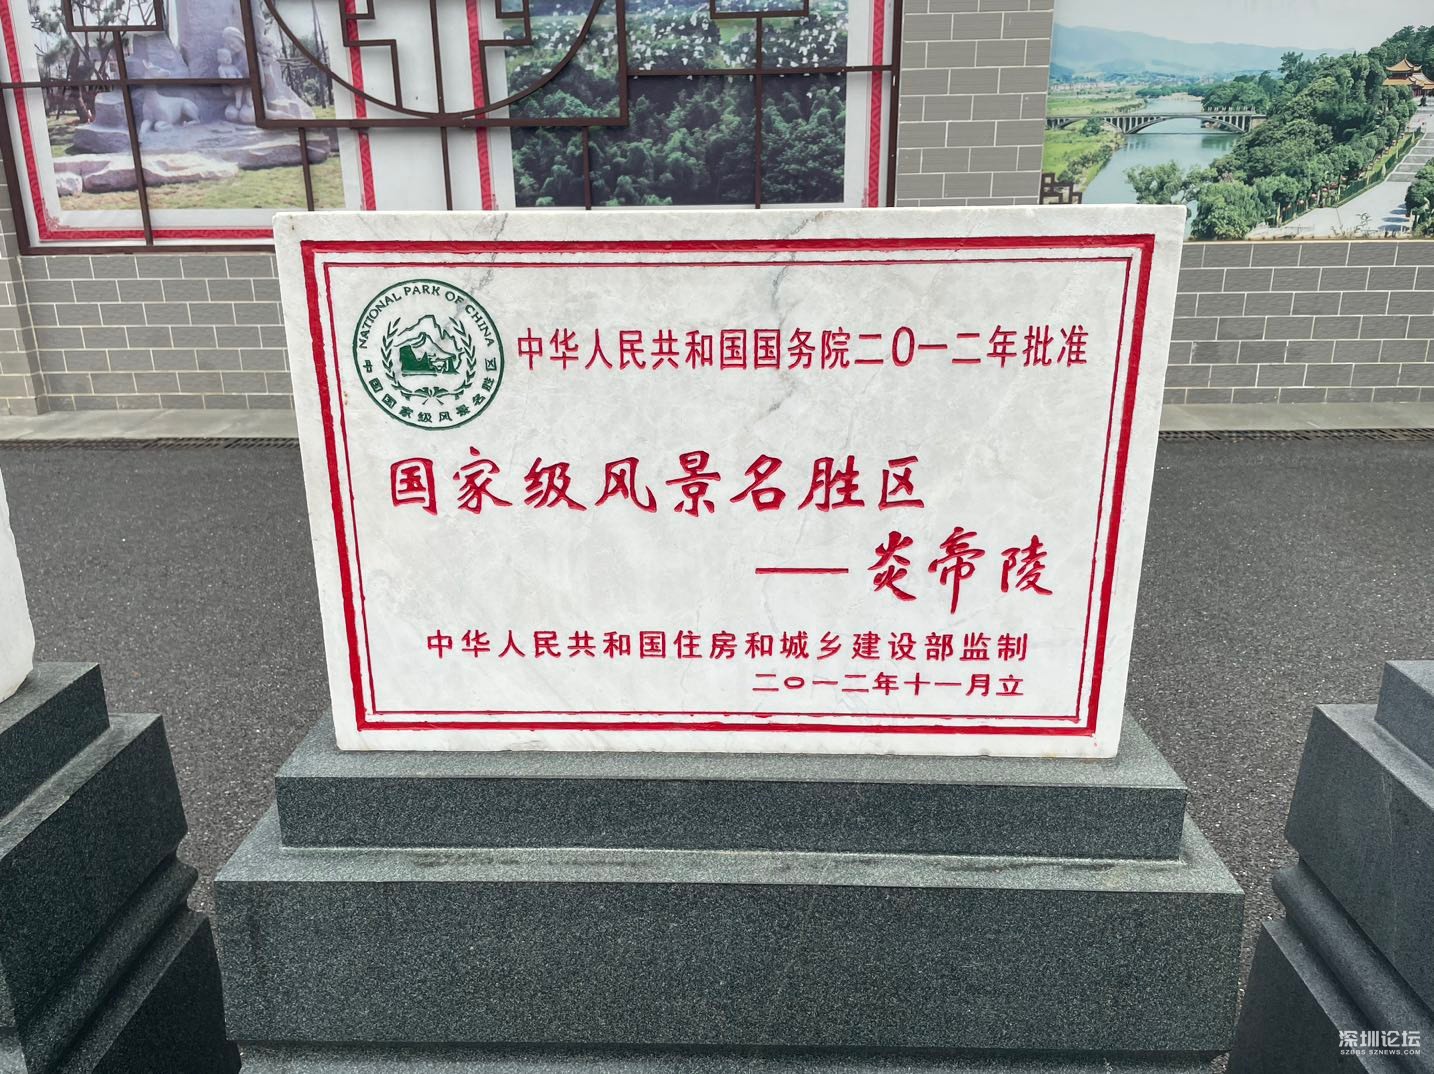 NATIONAL PARK OF CHINA
中国国家级风景名胜区
中华人民共和国国务院二〇一二年批准
国家级风景名胜区
——炎帝陵
中华人民共和国住房和城乡建设部监制
二〇一二年十一月立
深圳论坛
SZBBS.SZNEWS.COM